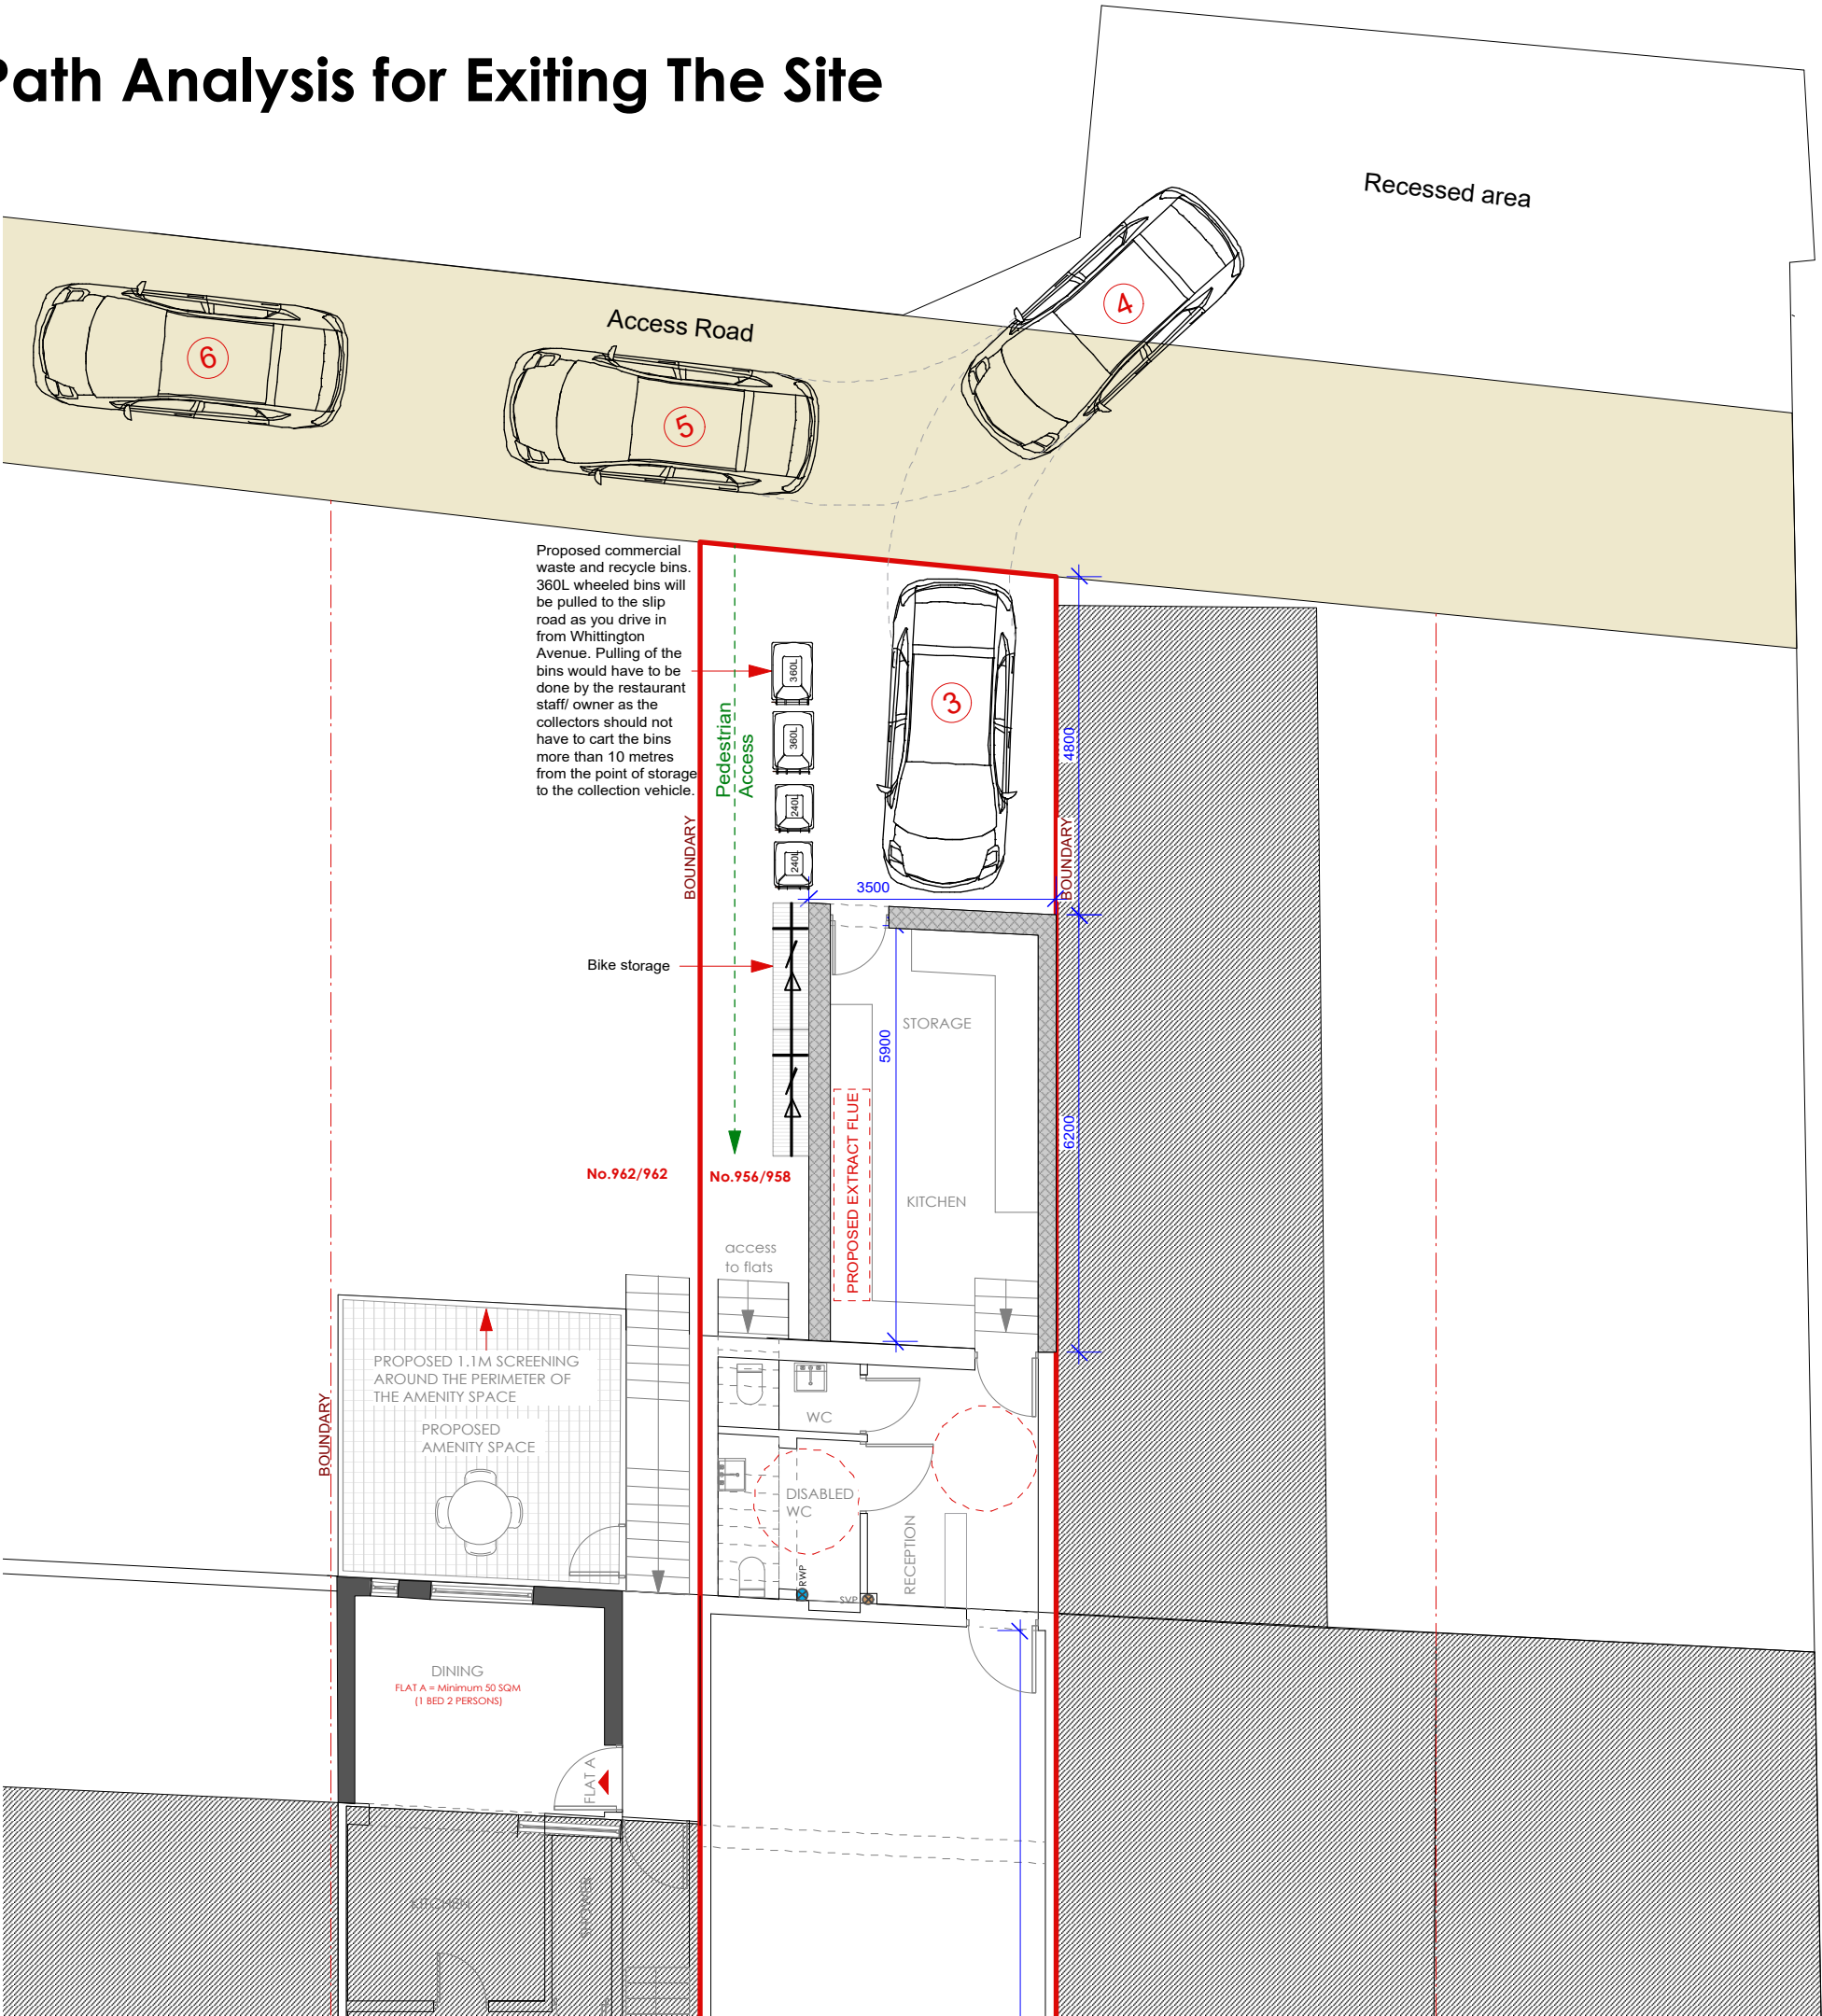 Path Analysis for Exiting The Site
Recessed area
Access Road
4
6
5
3
Proposed commercial
waste and recycle bins.
360L wheeled bins will
be pulled to the slip
road as you drive in
from Whittington
Avenue. Pulling of the
bins would have to be
done by the restaurant
staff/ owner as the
collectors should not
have to cart the bins
more than 10 metres
from the point of storage
to the collection vehicle.
360L
360L
240L
240L
Pedestrian
Access
BOUNDARY
BOUNDARY
4800
3500
Bike storage
STORAGE
5900
6200
PROPOSED EXTRACT FLUE
KITCHEN
No.962/962
No.956/958
access
to flats
PROPOSED 1.1M SCREENING
AROUND THE PERIMETER OF
THE AMENITY SPACE
PROPOSED
AMENITY SPACE
BOUNDARY
WC
DISABLED
WC
RECEPTION
RWP
SVP
DINING
FLAT A = Minimum 50 SQM
(1 BED 2 PERSONS)
FLAT A
KITCHEN
SHOWER